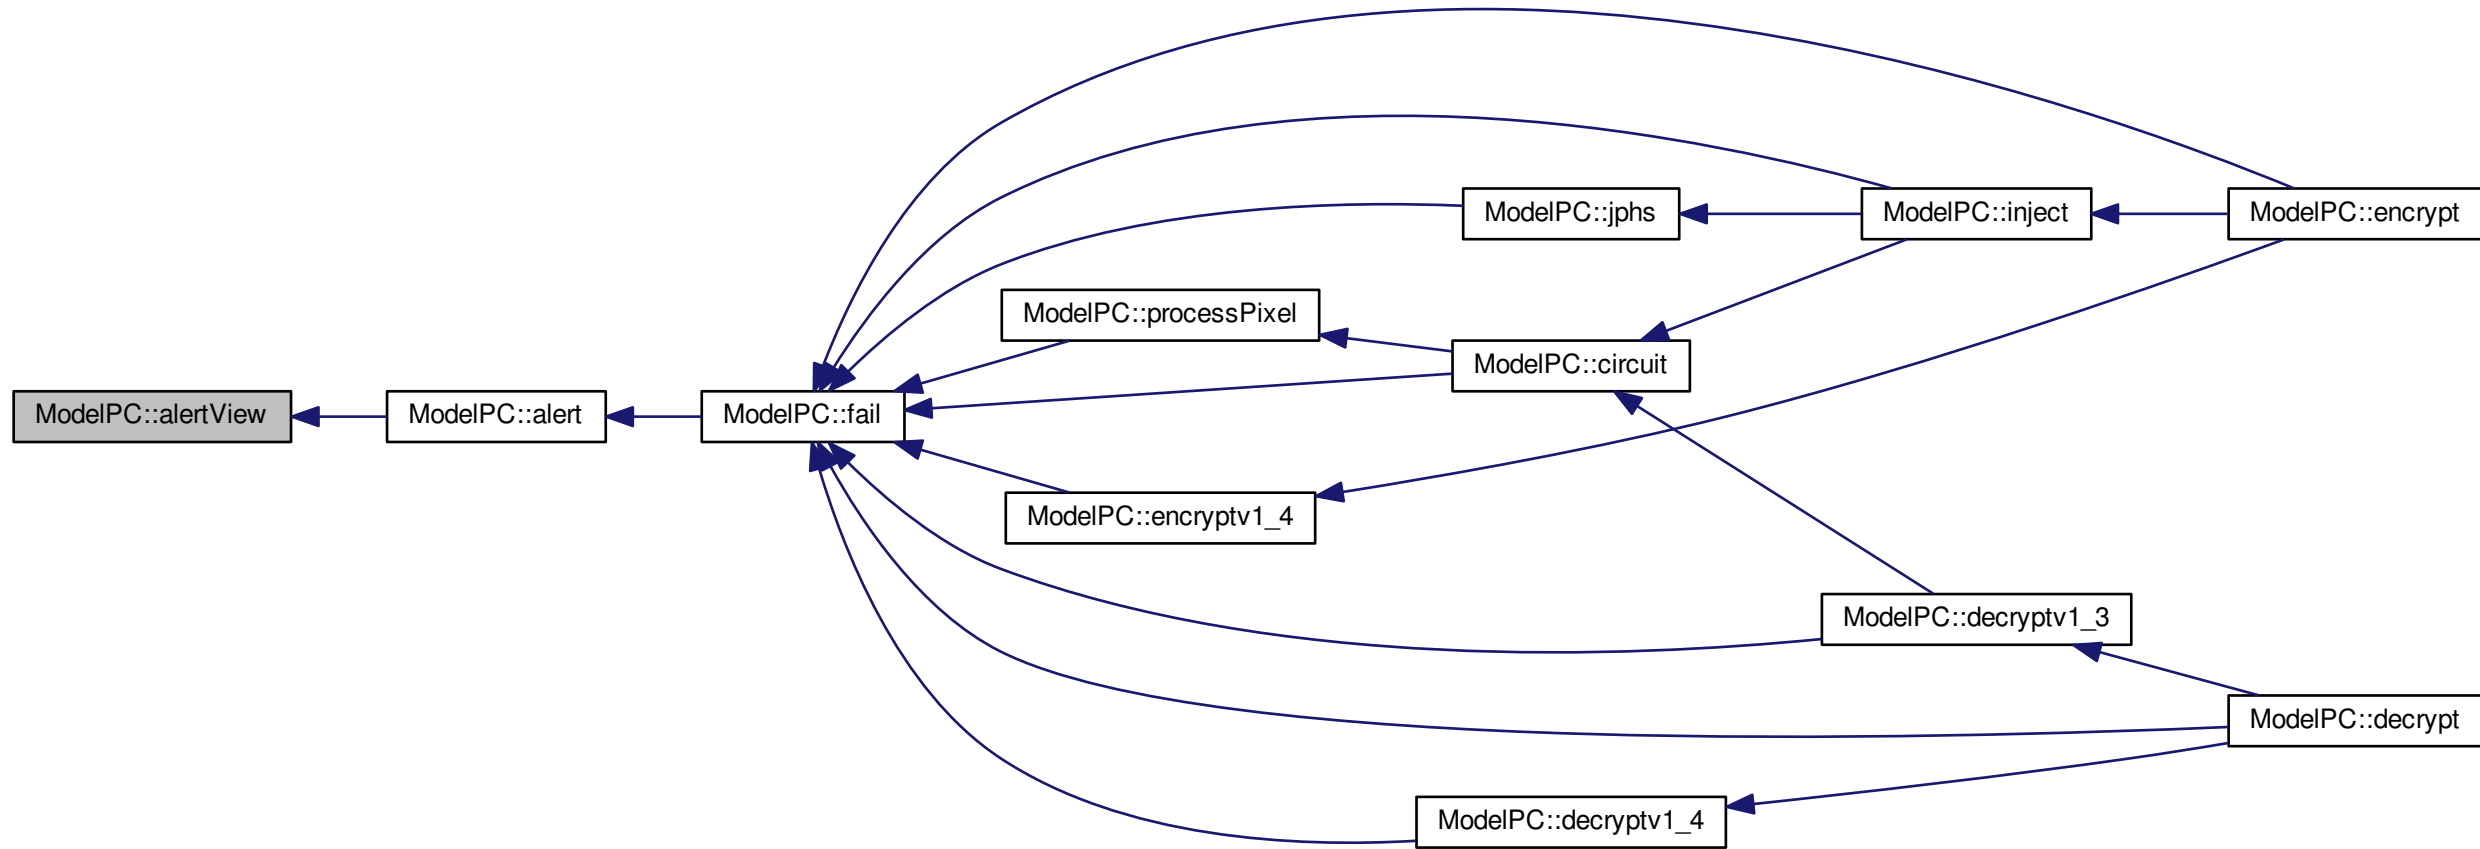 ModelPC::jphs
ModelPC::inject
ModelPC::encrypt
ModelPC::processPixel
ModelPC::circuit
ModelPC::alertView
ModelPC::alert
ModelPC::fail
ModelPC::encryptv1_4
ModelPC::decryptv1_3
ModelPC::decrypt
ModelPC::decryptv1_4